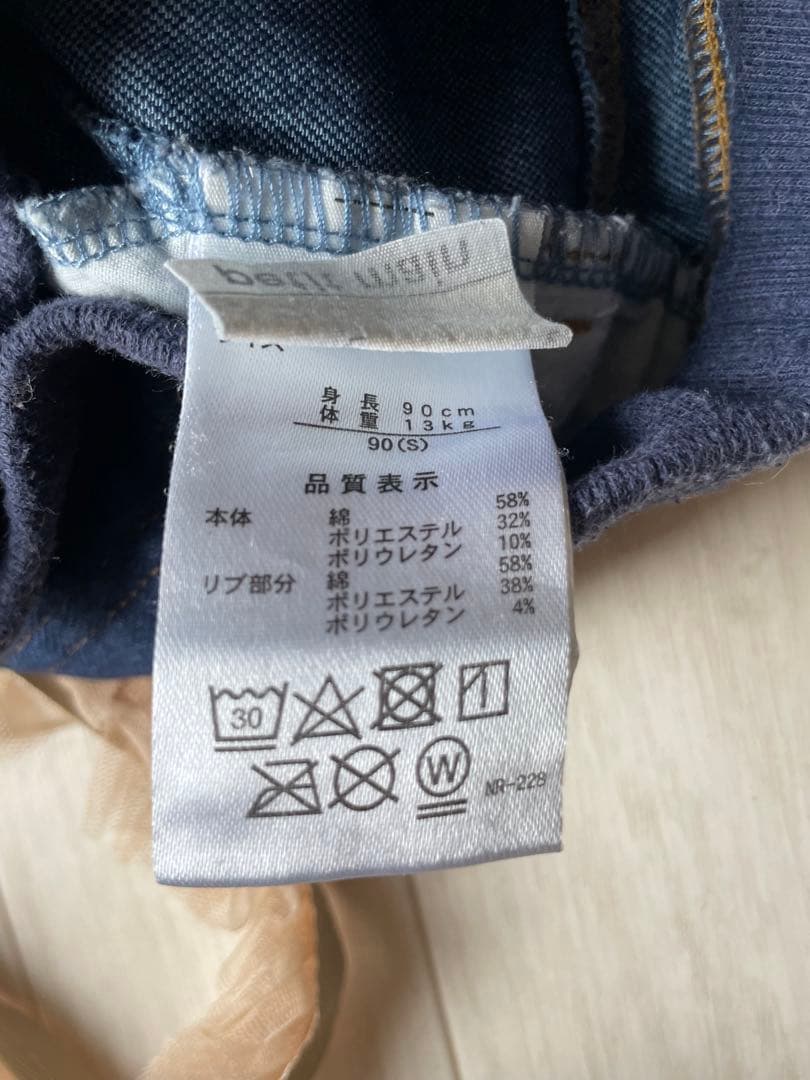 petit main
身長 90cm
体重 13kg
90(S)
品質表示
本体 綿 58%
ポリエステル 32%
ポリウレタン 10%
リブ部分 綿 58%
ポリエステル 38%
ポリウレタン 4%
30
W NR-228